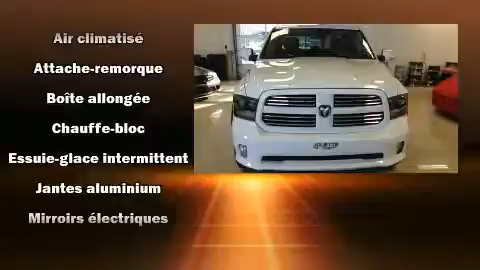 Air climatisé
Attache-remorque
Boîte allongée
Chauffe-bloc
Essuie-glace intermittent
Jantes aluminium
Mirroirs électriques